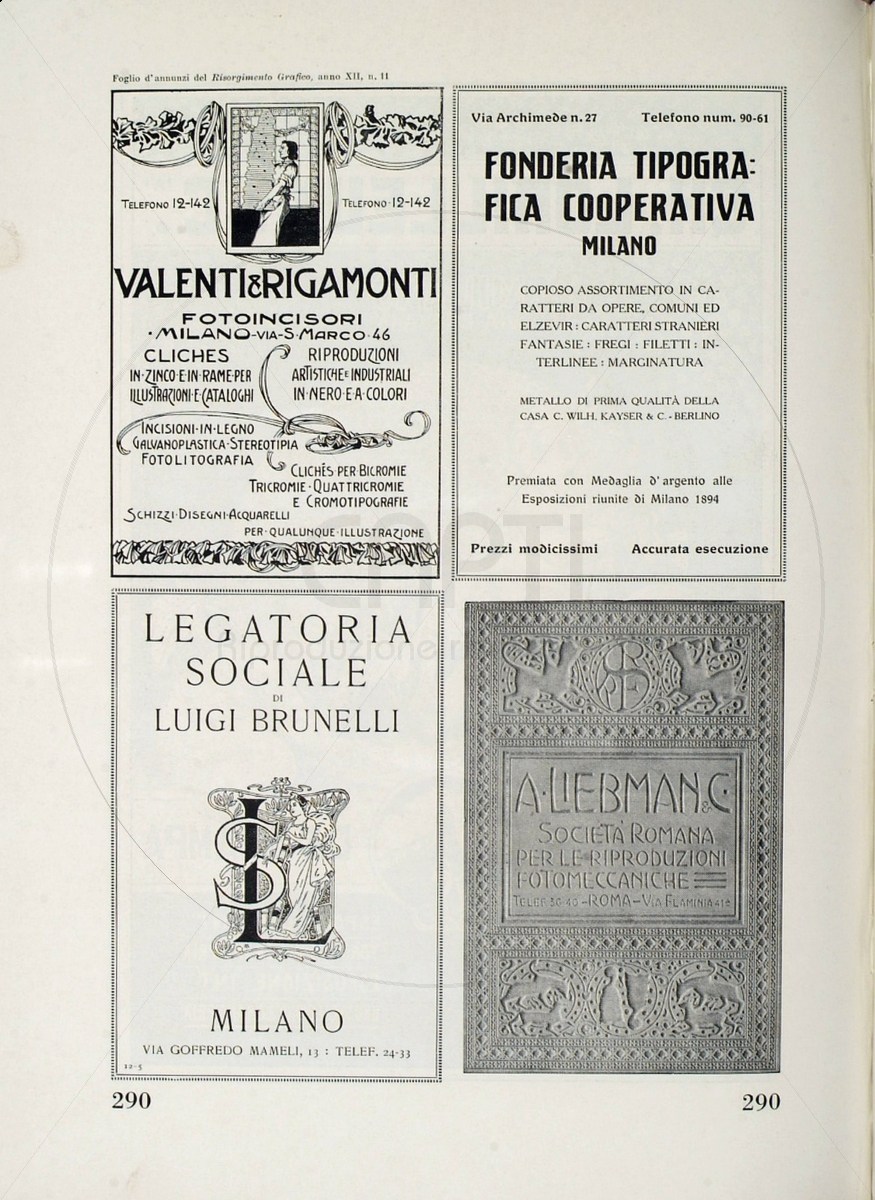 Foglio d'annunzi del Risorgimento Grafico, anno XII, n. 11
TELEFONO 12-142
TELEFONO · 12-142
VALENTI & RIGAMONTI
FOTOINCISORI
· MILANO - VIA - S · MARCO · 46
CLICHES
IN · ZINCO · E · IN · RAME · PER
ILLUSTRAZIONI · E · CATALOGHI
RIPRODUZIONI
ARTISTICHE E INDUSTRIALI
IN · NERO · E · A · COLORI
INCISIONI · IN · LEGNO
GALVANOPLASTICA · STEREOTIPIA
FOTOLITOGRAFIA
CLICHÉS PER BICROMIE
TRICROMIE · QUATTRICROMIE
E CROMOTIPOGRAFIE
SCHIZZI · DISEGNI · ACQUARELLI
PER · QUALUNQUE · ILLUSTRAZIONE
Via Archimede n. 27 Telefono num. 90-61
FONDERIA TIPOGRA:
FICA COOPERATIVA
MILANO
COPIOSO ASSORTIMENTO IN CA-
RATTERI DA OPERE, COMUNI ED
ELZEVIR : CARATTERI STRANIERI
FANTASIE : FREGI : FILETTI : IN-
TERLINEE : MARGINATURA
METALLO DI PRIMA QUALITÀ DELLA
CASA C. WILH. KAYSER & C. - BERLINO
Premiata con Medaglia d'argento alle
Esposizioni riunite di Milano 1894
Prezzi modicissimi Accurata esecuzione
LEGATORIA
SOCIALE
DI
LUIGI BRUNELLI
LS
MILANO
VIA GOFFREDO MAMELI, 13 : TELEF. 24-33
12-5
A · LIEBMAN & C ·
SOCIETÀ ROMANA
PER LE RIPRODUZIONI
FOTOMECCANICHE
TELEF 30-40 - ROMA - VIA FLAMINIA
290
290
CAPTI